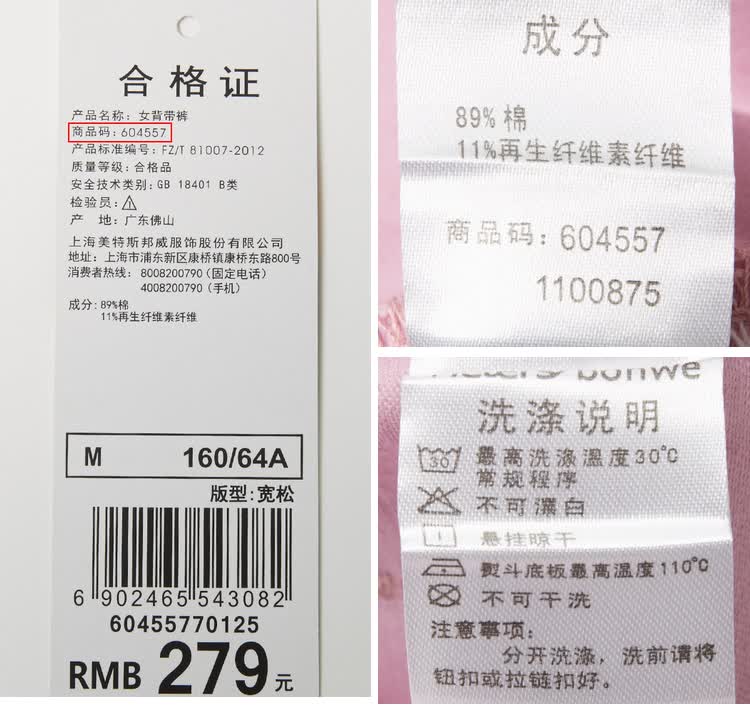 合格证
产品名称：女背带裤
商品码：604557
产品标准编号：FZ/T 81007-2012
质量等级：合格品
安全技术类别：GB 18401 B类
检验员：
产 地：广东佛山
上海美特斯邦威服饰股份有限公司
地址：上海市浦东新区康桥镇康桥东路800号
消费者热线：8008200790（固定电话）
4008200790（手机）
成分：89%棉
11%再生纤维素纤维
M 160/64A
版型：宽松
6 902465 543082
60455770125
RMB 279元
成分
89%棉
11%再生纤维素纤维
商品码：604557
1100875
bonwe
洗涤说明
30 最高洗涤温度30℃
常规程序
不可漂白
悬挂晾干
熨斗底板最高温度110℃
不可干洗
注意事项：
分开洗涤，洗前请将
钮扣或拉链扣好。